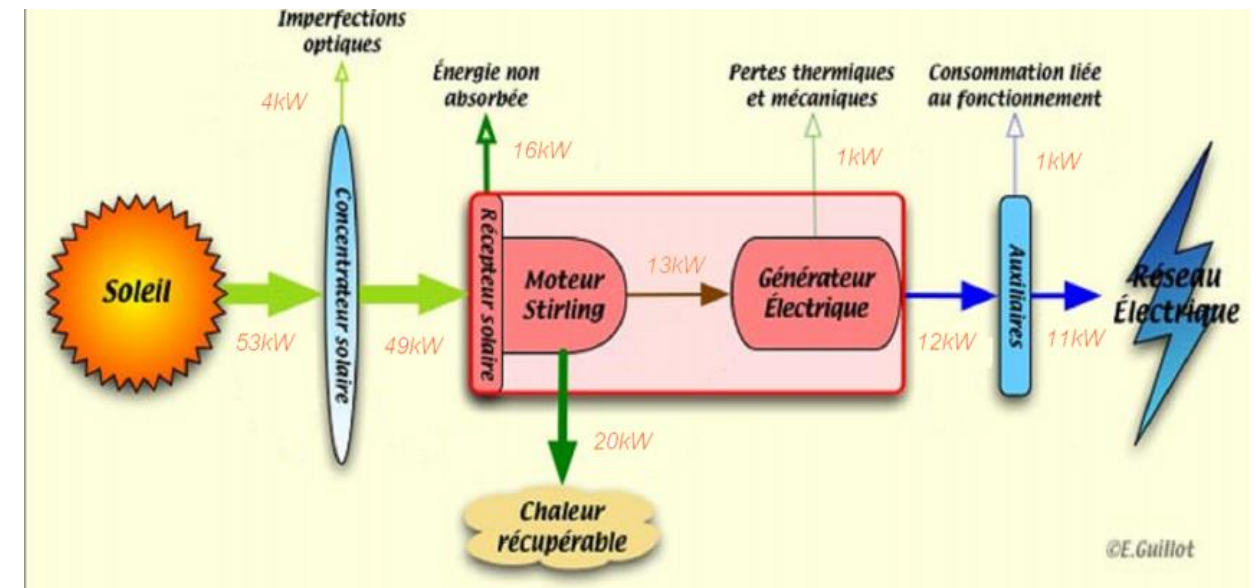 Imperfections
optiques
4kW
Énergie non
absorbée
16kW
Pertes thermiques
et mécaniques
1kW
Consommation liée
au fonctionnement
1kW
Soleil
53kW
Concentrateur solaire
49kW
Récepteur solaire
Moteur
Stirling
13kW
Générateur
Électrique
12kW
Auxiliaires
11kW
Réseau
Électrique
20kW
Chaleur
récupérable
©E.Guillot